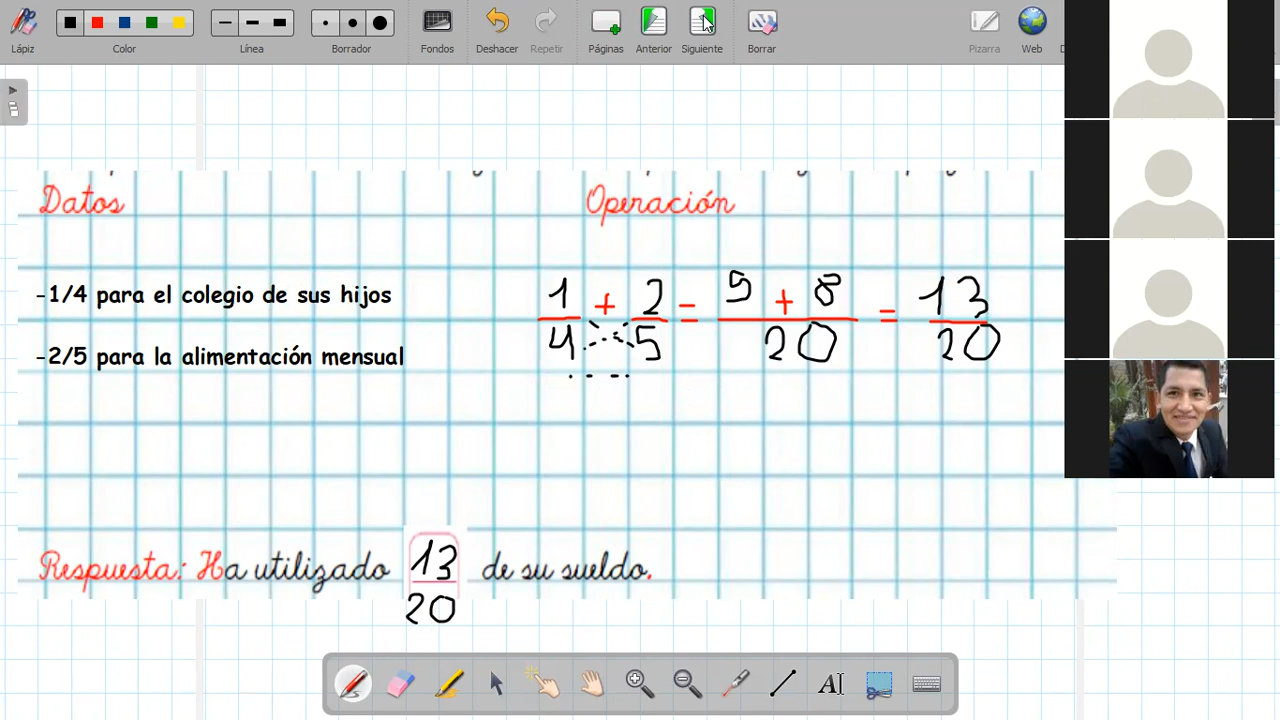 Lápiz Color Línea Borrador Fondos Deshacer Repetir Páginas Anterior Siguiente Borrar Pizarra Web
Datos Operación
-1/4 para el colegio de sus hijos
-2/5 para la alimentación mensual
1/4 + 2/5 = 5 + 8/20 = 13/20
Respuesta: Ha utilizado 13/20 de su sueldo.
AI